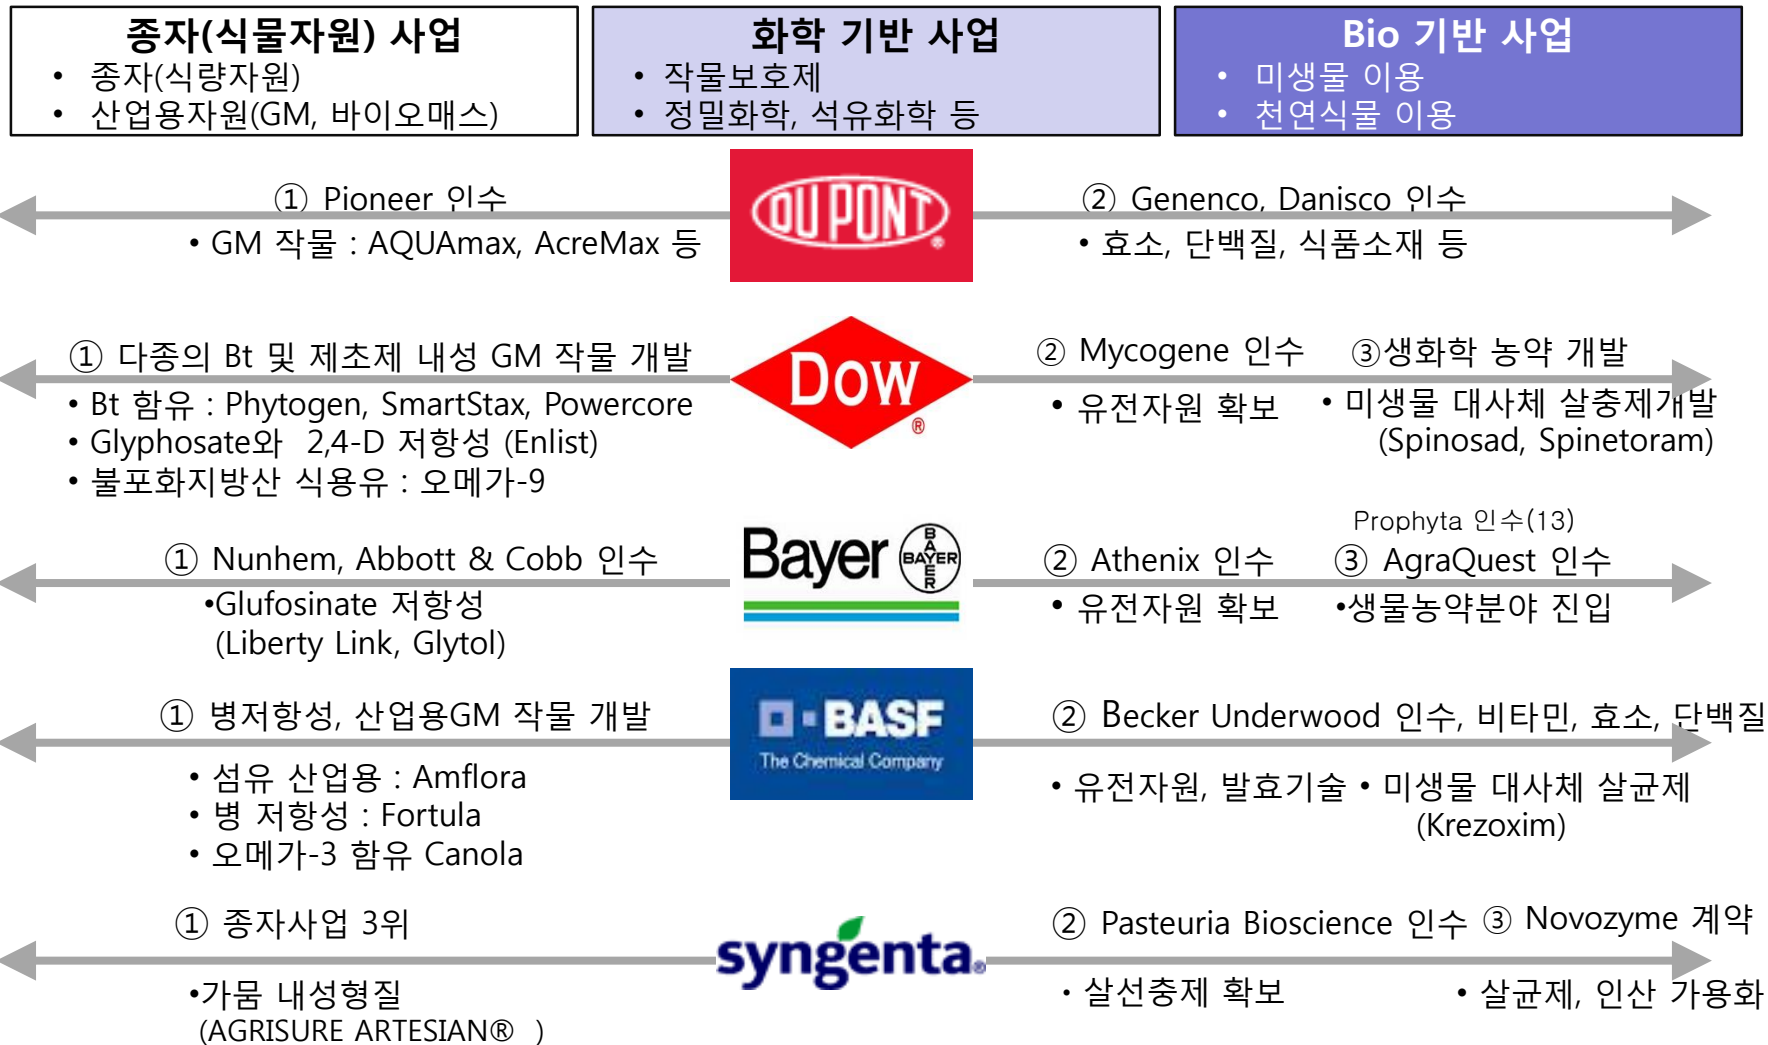 종자(식물자원) 사업
• 종자(식량자원)
• 산업용자원(GM, 바이오매스)
화학 기반 사업
• 작물보호제
• 정밀화학, 석유화학 등
Bio 기반 사업
• 미생물 이용
• 천연식물 이용
① Pioneer 인수
• GM 작물 : AQUAmax, AcreMax 등
DUPONT®
② Genenco, Danisco 인수
• 효소, 단백질, 식품소재 등
① 다종의 Bt 및 제초제 내성 GM 작물 개발
• Bt 함유 : Phytogen, SmartStax, Powercore
• Glyphosate와 2,4-D 저항성 (Enlist)
• 불포화지방산 식용유 : 오메가-9
Dow®
② Mycogene 인수
• 유전자원 확보
③생화학 농약 개발
• 미생물 대사체 살충제개발
(Spinosad, Spinetoram)
① Nunhem, Abbott & Cobb 인수
•Glufosinate 저항성
(Liberty Link, Glytol)
Bayer
BAYER
BAYER
② Athenix 인수
• 유전자원 확보
Prophyta 인수(13)
③ AgraQuest 인수
•생물농약분야 진입
① 병저항성, 산업용GM 작물 개발
• 섬유 산업용 : Amflora
• 병 저항성 : Fortula
• 오메가-3 함유 Canola
BASF
The Chemical Company
② Becker Underwood 인수, 비타민, 효소, 단백질
• 유전자원, 발효기술 • 미생물 대사체 살균제
(Krezoxim)
① 종자사업 3위
•가뭄 내성형질
(AGRISURE ARTESIAN® )
syngenta®
② Pasteuria Bioscience 인수
• 살선충제 확보
③ Novozyme 계약
• 살균제, 인산 가용화